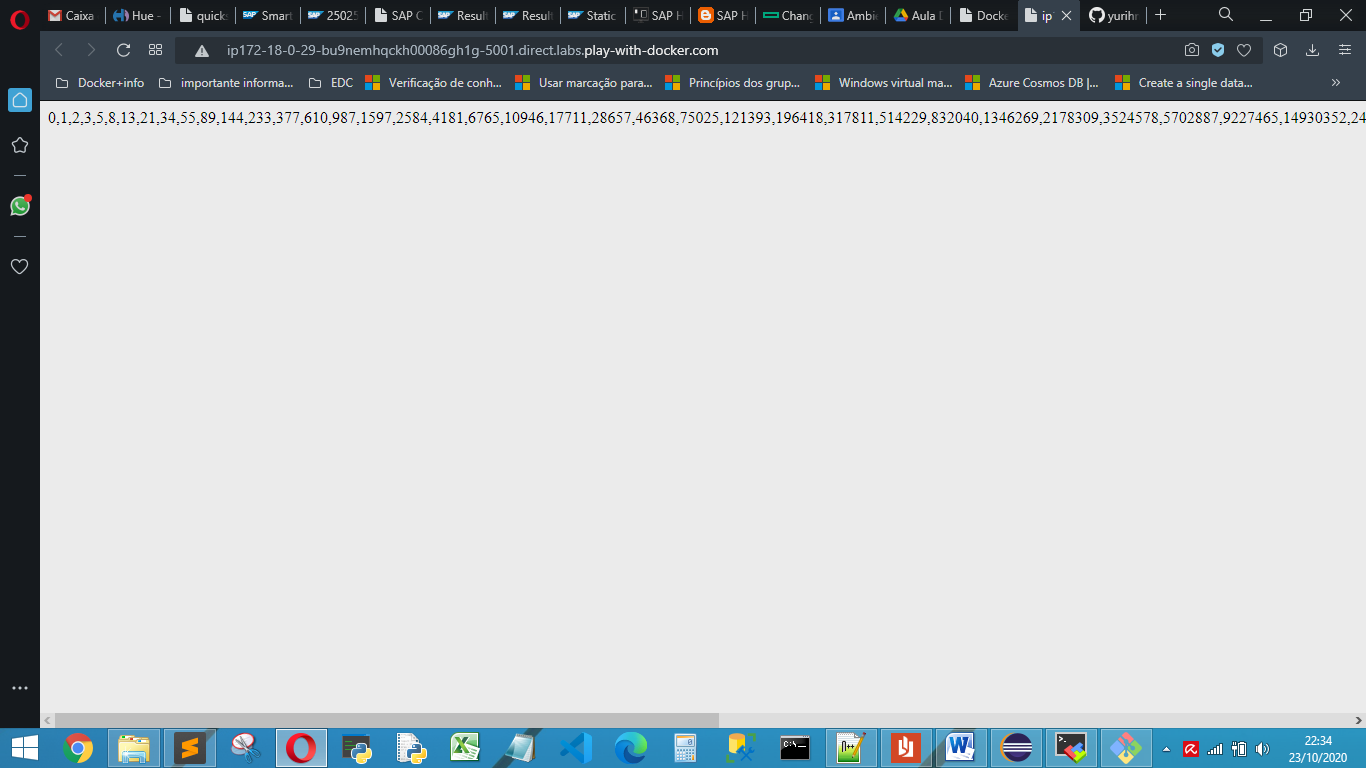 Caixa
Hue -
quicks
Smart
25025
SAP C
Result
Result
Static
SAP H
SAP H
Chang
Ambie
Aula D
Docke
ip
yurihr
ip172-18-0-29-bu9nemhqckh00086gh1g-5001.direct.labs.play-with-docker.com
Docker+info
importante informa...
EDC
Verificação de conh...
Usar marcação para...
Princípios dos grup...
Windows virtual ma...
Azure Cosmos DB |...
Create a single data...
0,1,2,3,5,8,13,21,34,55,89,144,233,377,610,987,1597,2584,4181,6765,10946,17711,28657,46368,75025,121393,196418,317811,514229,832040,1346269,2178309,3524578,5702887,9227465,14930352,24
22:34
23/10/2020